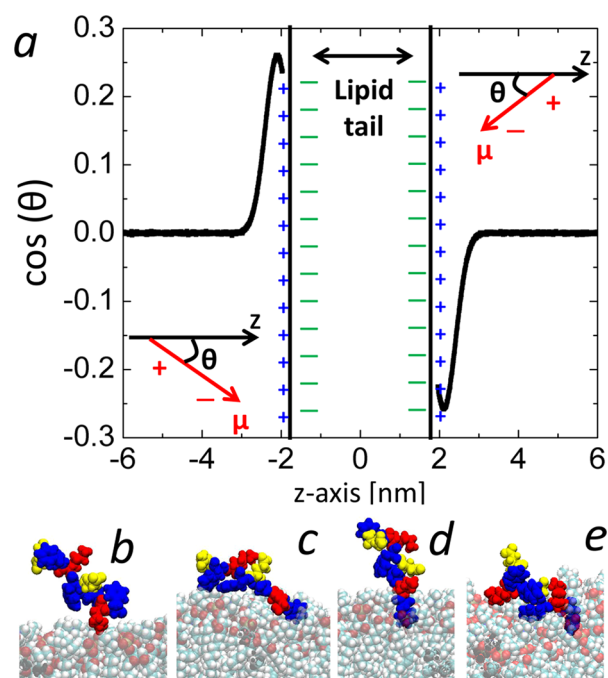 a
cos (θ)
0.3
0.2
0.1
0.0
-0.1
-0.2
-0.3
-6
-4
-2
0
2
4
6
z-axis [nm]
Lipid
tail
z
θ
+
−
μ
z
θ
+
−
μ
b
c
d
e